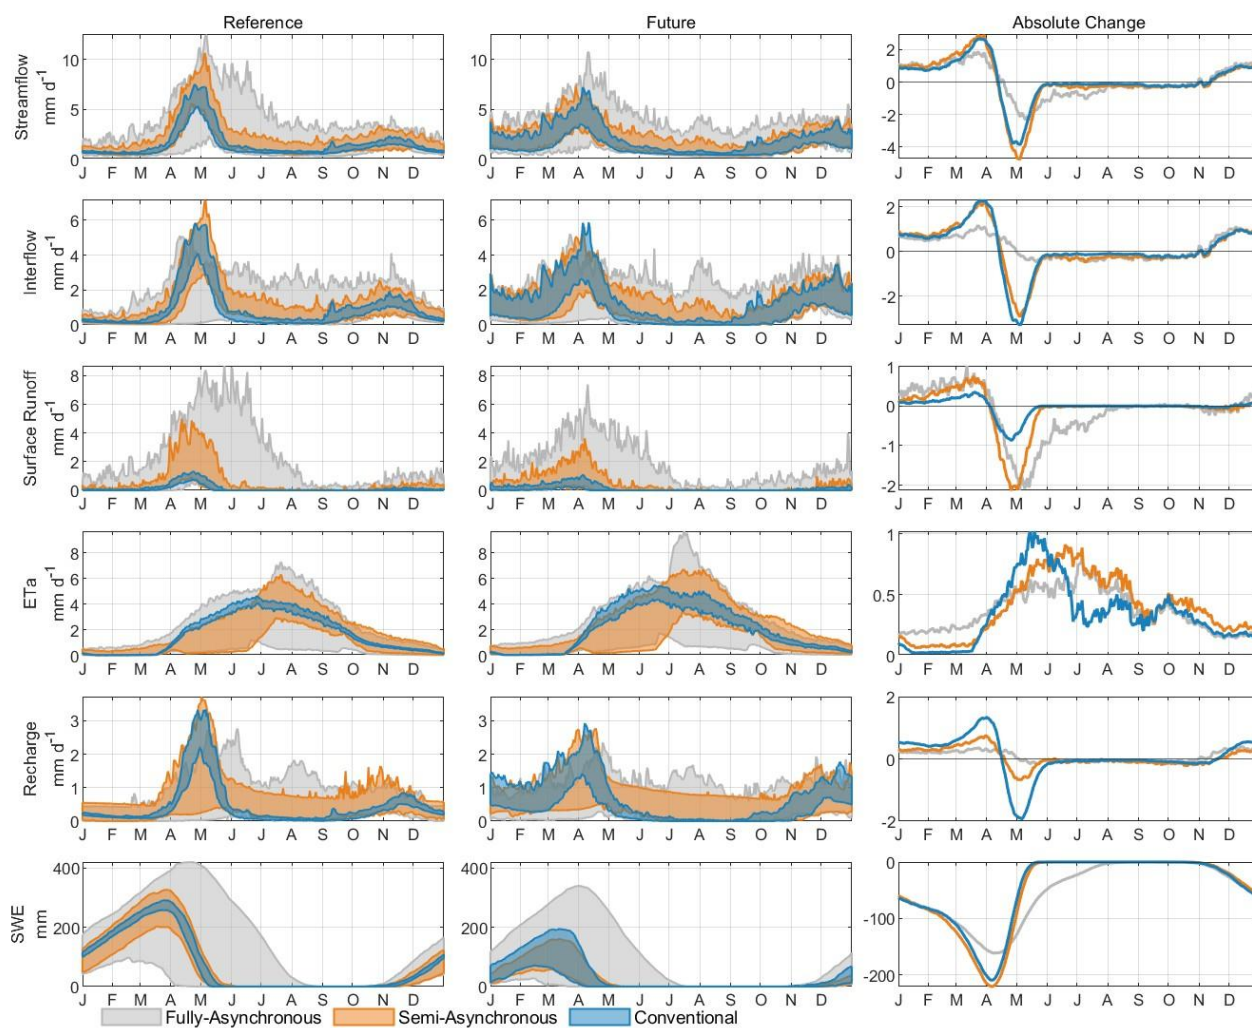 Reference Future Absolute Change
Streamflow
mm d⁻¹
10
5
0
J F M A M J J A S O N D
10
5
0
J F M A M J J A S O N D
2
0
-2
-4
J F M A M J J A S O N D
Interflow
mm d⁻¹
6
4
2
0
J F M A M J J A S O N D
6
4
2
0
J F M A M J J A S O N D
2
0
-2
J F M A M J J A S O N D
Surface Runoff
mm d⁻¹
8
6
4
2
0
J F M A M J J A S O N D
8
6
4
2
0
J F M A M J J A S O N D
1
0
-1
-2
J F M A M J J A S O N D
ETa
mm d⁻¹
8
6
4
2
0
J F M A M J J A S O N D
8
6
4
2
0
J F M A M J J A S O N D
1
0.5
0
J F M A M J J A S O N D
Recharge
mm d⁻¹
3
2
1
0
J F M A M J J A S O N D
3
2
1
0
J F M A M J J A S O N D
2
0
-2
J F M A M J J A S O N D
SWE
mm
400
200
0
J F M A M J J A S O N D
400
200
0
J F M A M J J A S O N D
0
-100
-200
J F M A M J J A S O N D
Fully-Asynchronous Semi-Asynchronous Conventional